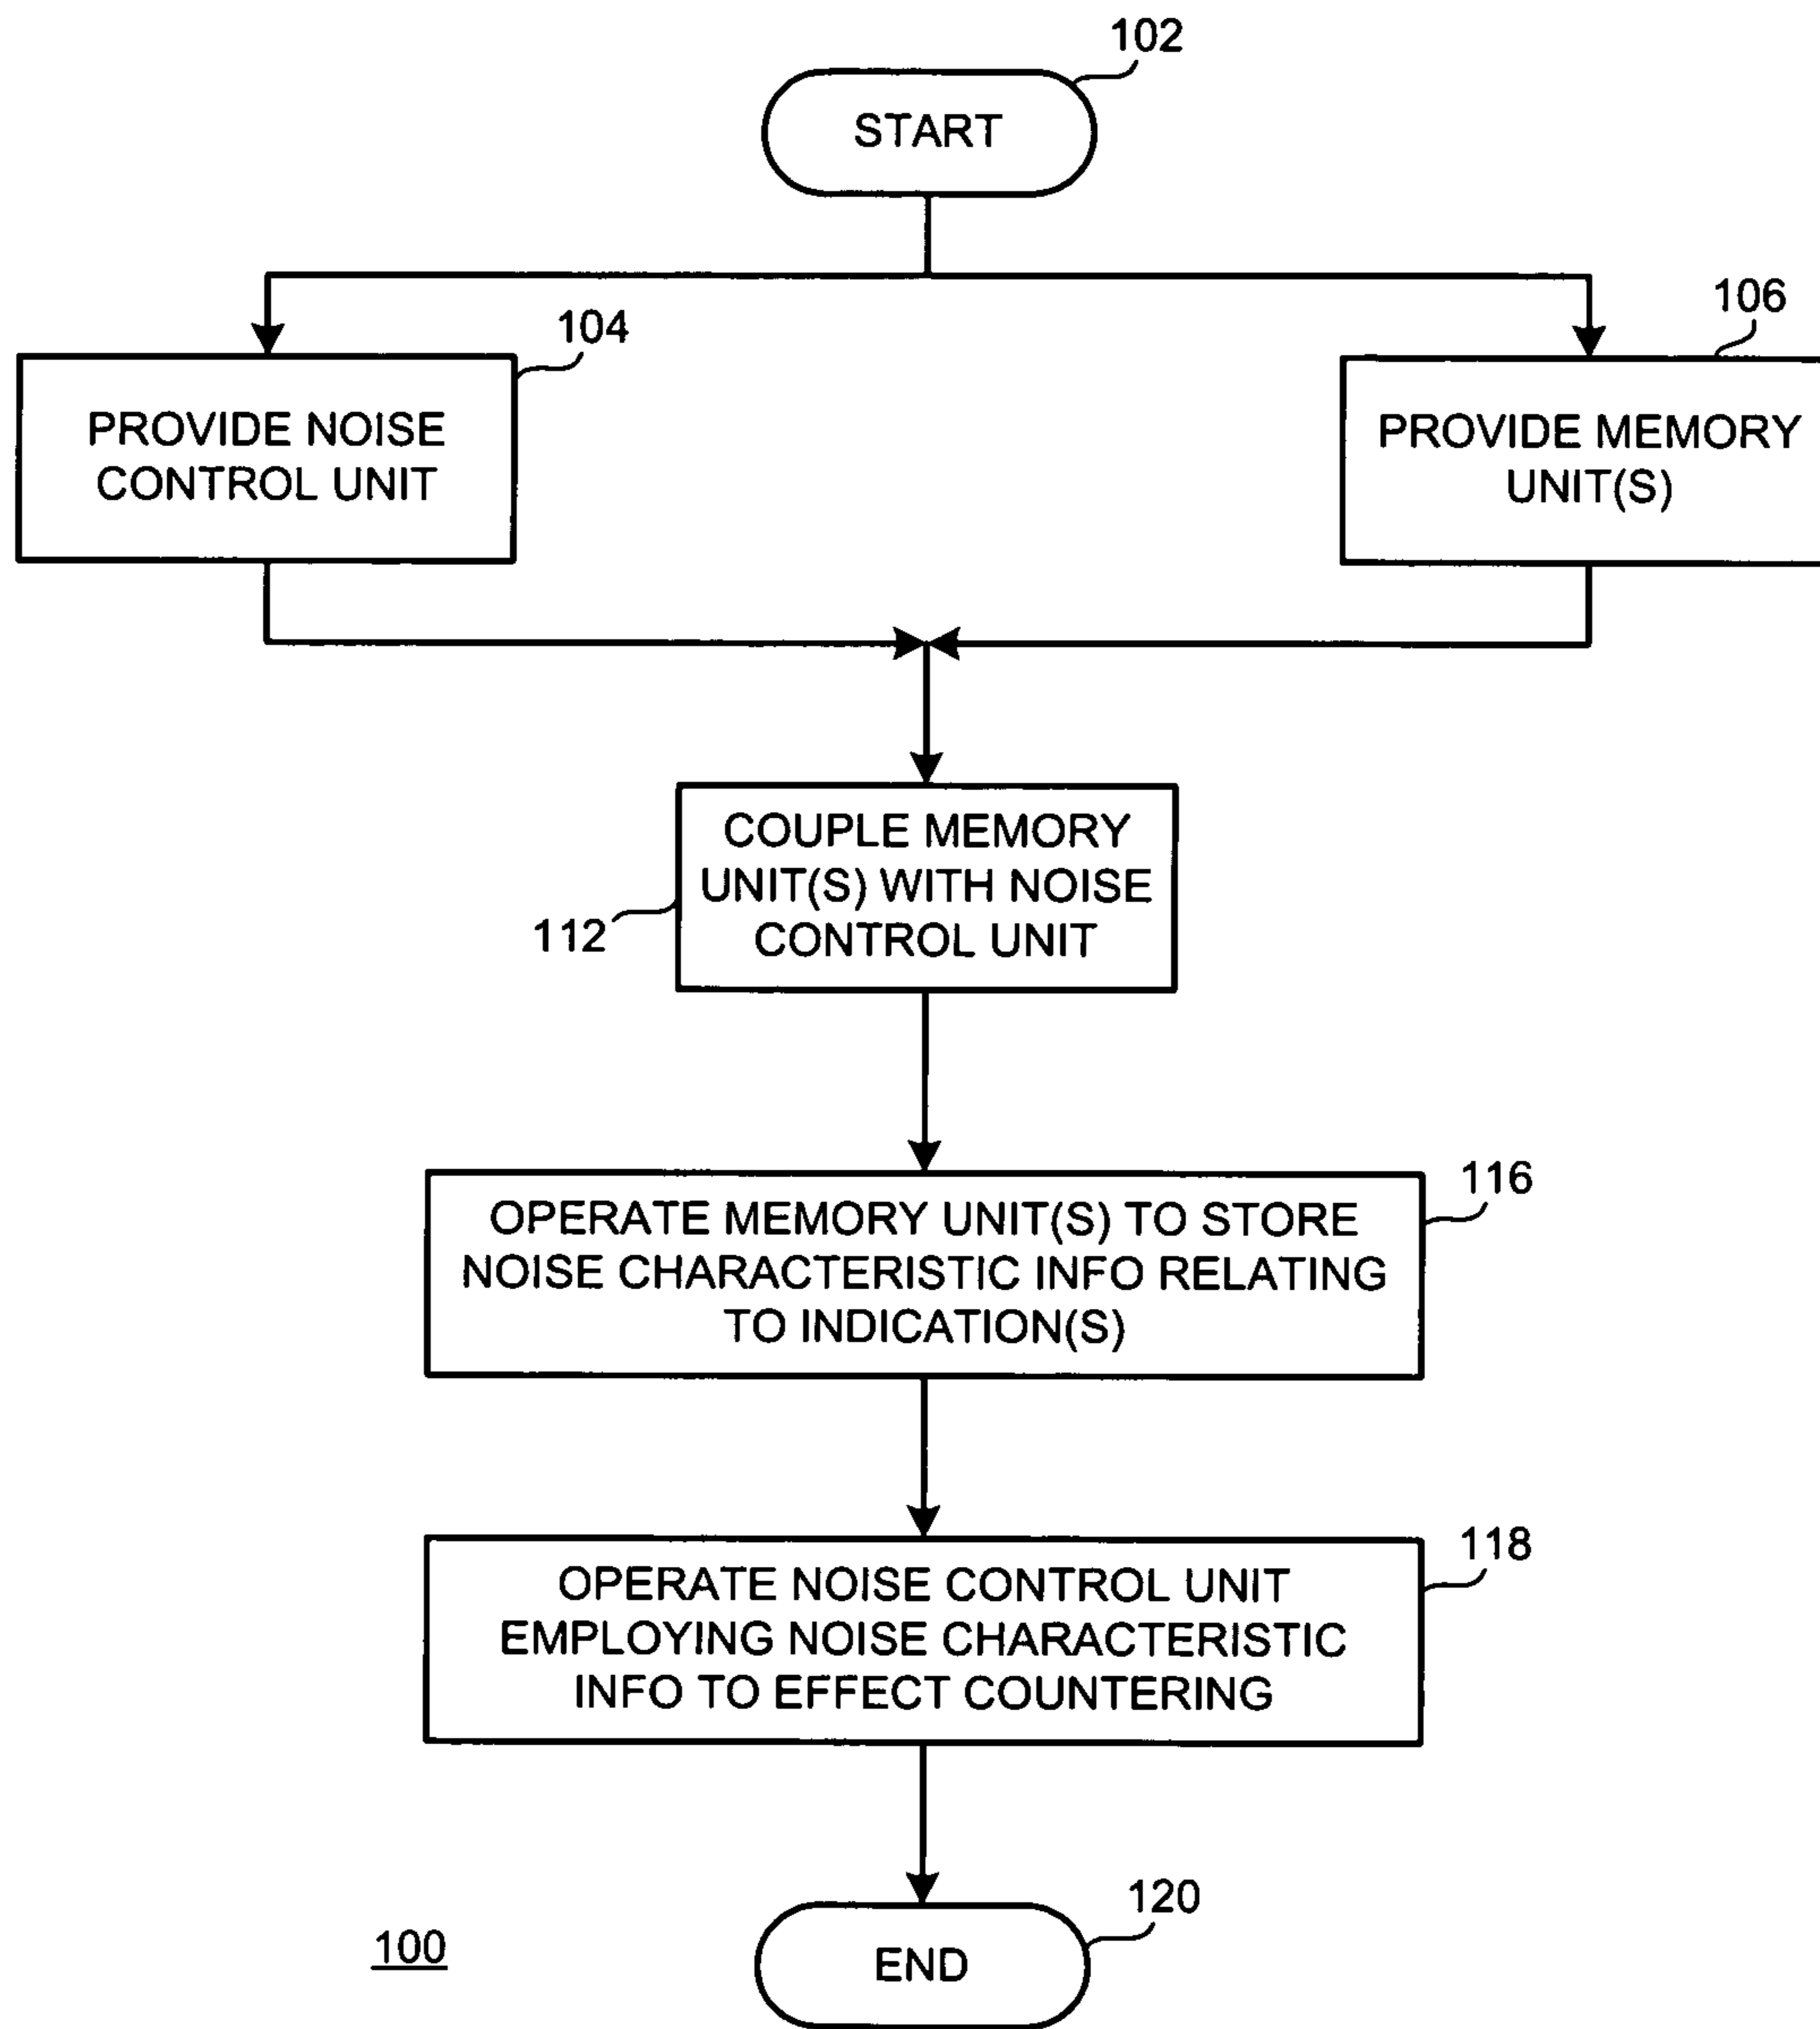 102
START
104
PROVIDE NOISE
CONTROL UNIT
106
PROVIDE MEMORY
UNIT(S)
COUPLE MEMORY
UNIT(S) WITH NOISE
CONTROL UNIT
112
116
OPERATE MEMORY UNIT(S) TO STORE
NOISE CHARACTERISTIC INFO RELATING
TO INDICATION(S)
118
OPERATE NOISE CONTROL UNIT
EMPLOYING NOISE CHARACTERISTIC
INFO TO EFFECT COUNTERING
120
END
100